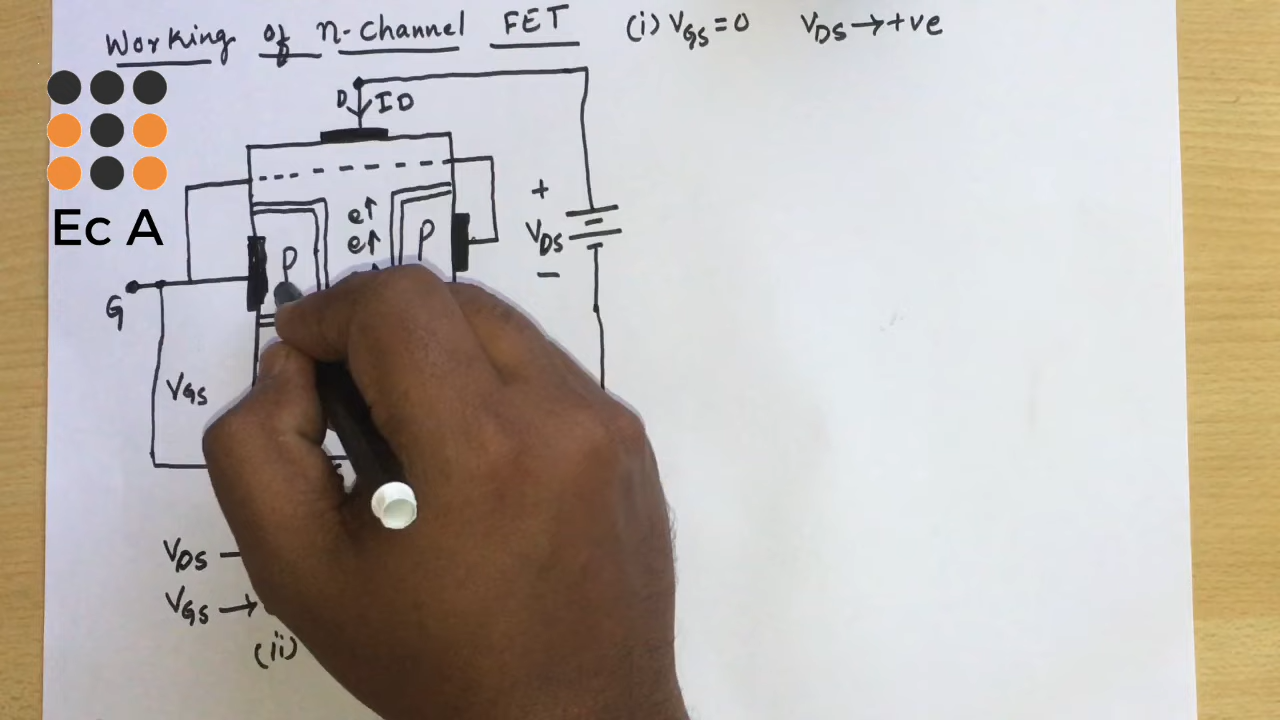 Working of n-Channel FET (i) VGS=0 VDS→+ve
D ID
Ec A
e↑
e↑
P
P
+
VDS
−
G
VGS
VDS −
VGS →
(ii)